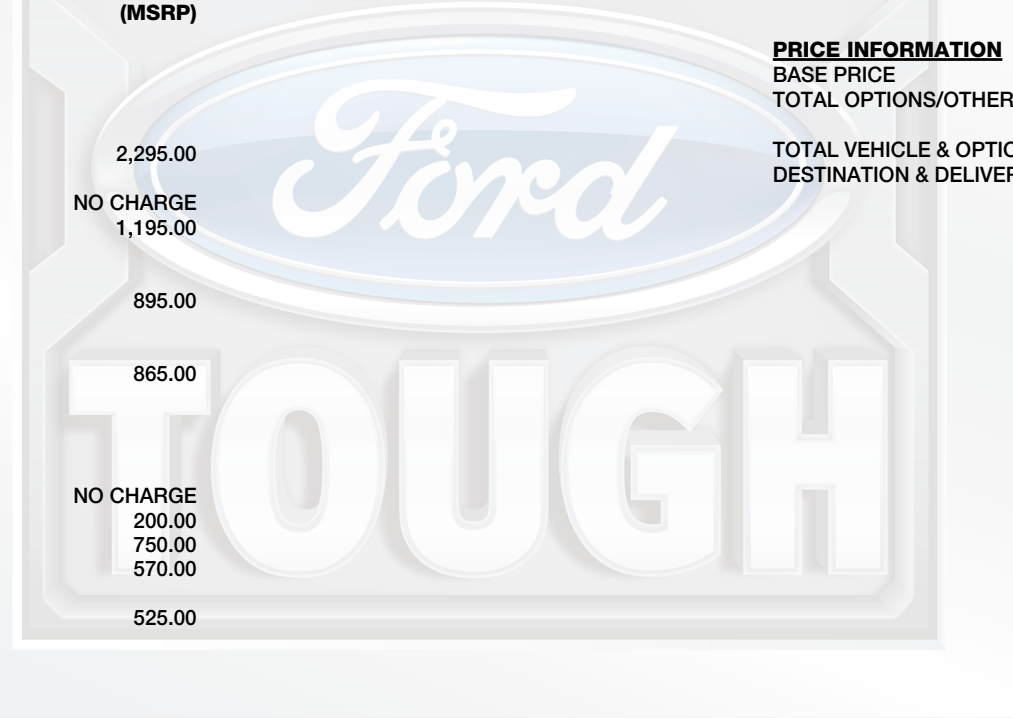 (MSRP)
2,295.00
NO CHARGE
1,195.00
895.00
865.00
NO CHARGE
200.00
750.00
570.00
525.00
PRICE INFORMATION
BASE PRICE
TOTAL OPTIONS/OTHER
TOTAL VEHICLE & OPTIO
DESTINATION & DELIVER
Ford
TOUGH